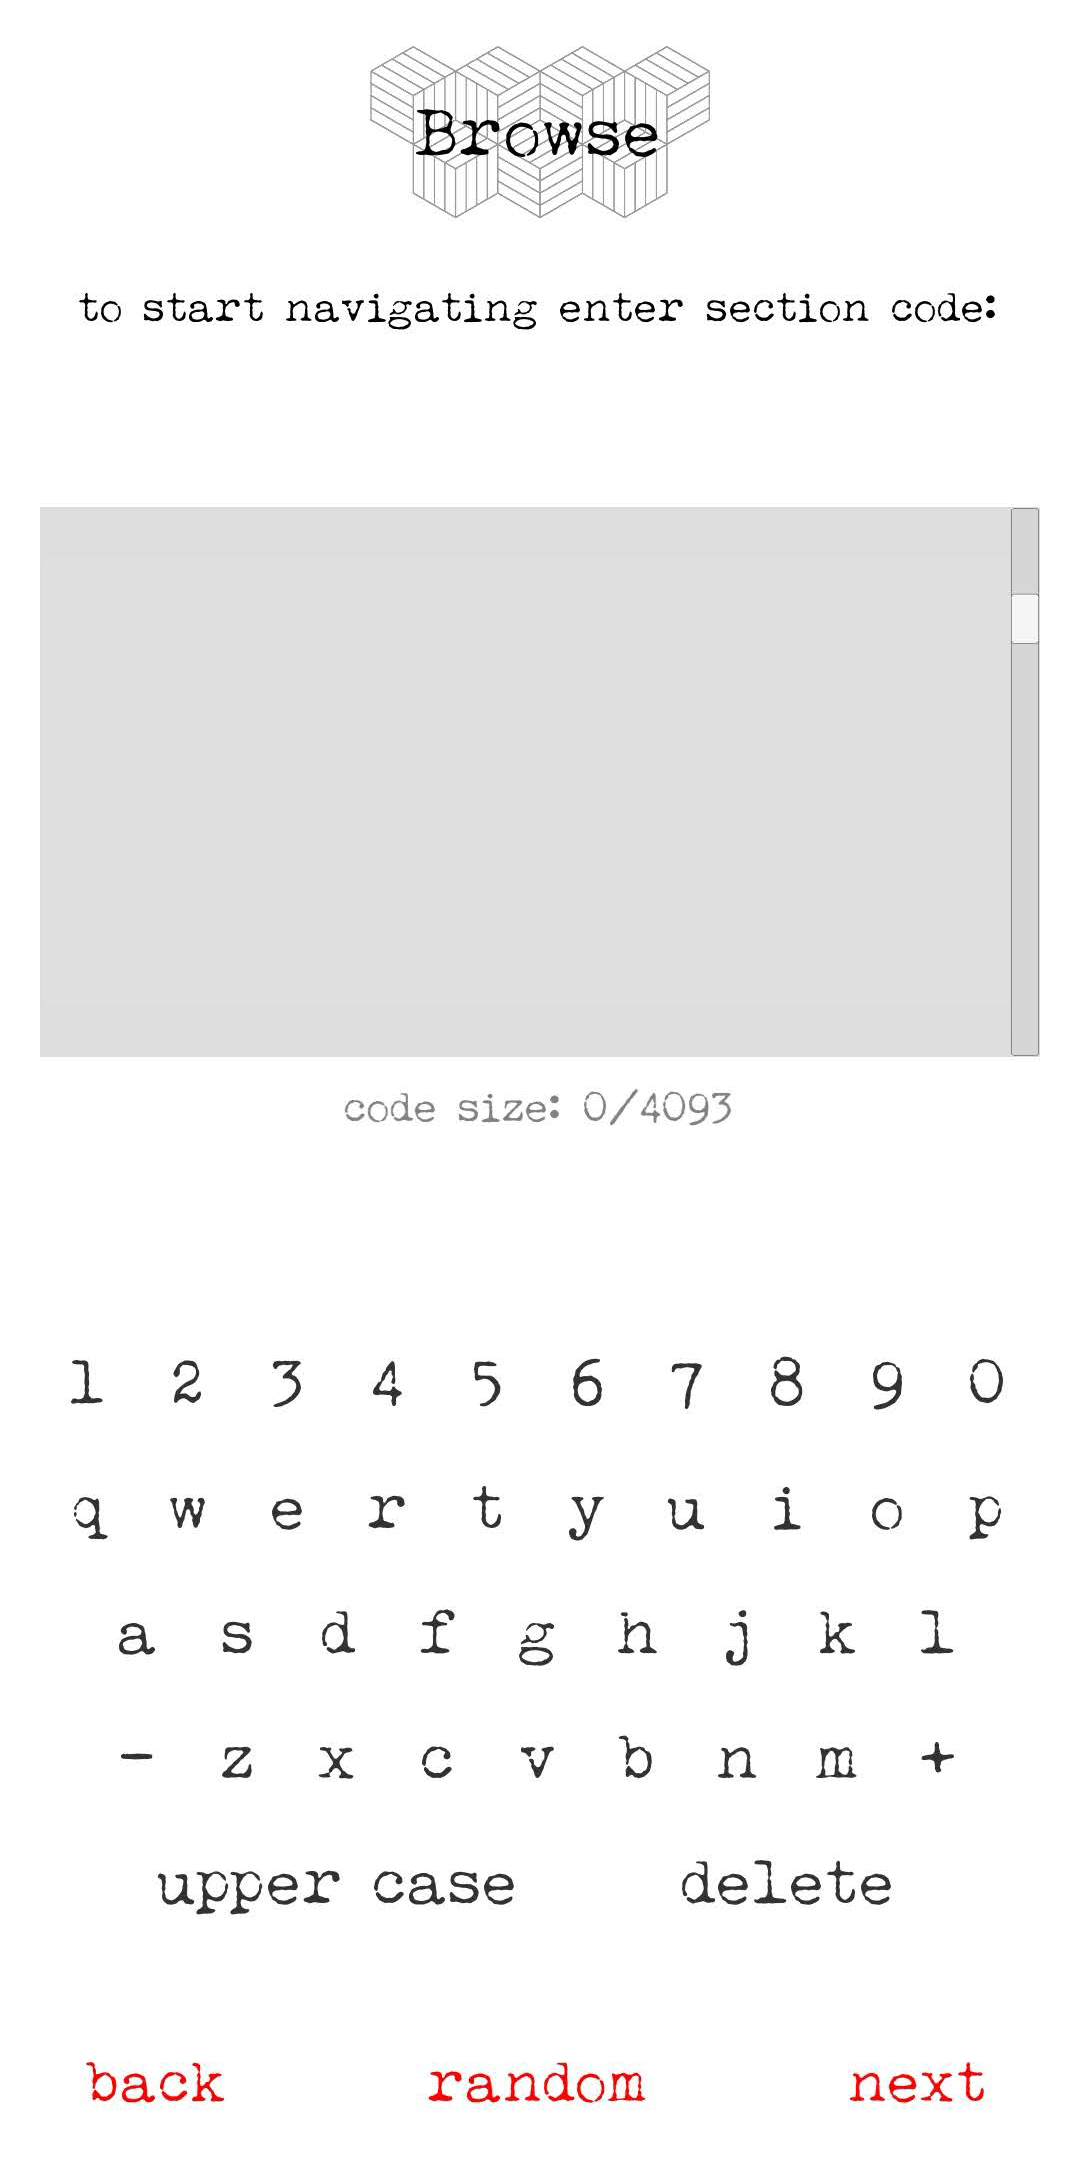 Browse
to start navigating enter section code:
code size: 0/4093
1 2 3 4 5 6 7 8 9 0
q w e r t y u i o p
a s d f g h j k l
- z x c v b n m +
upper case delete
back random next